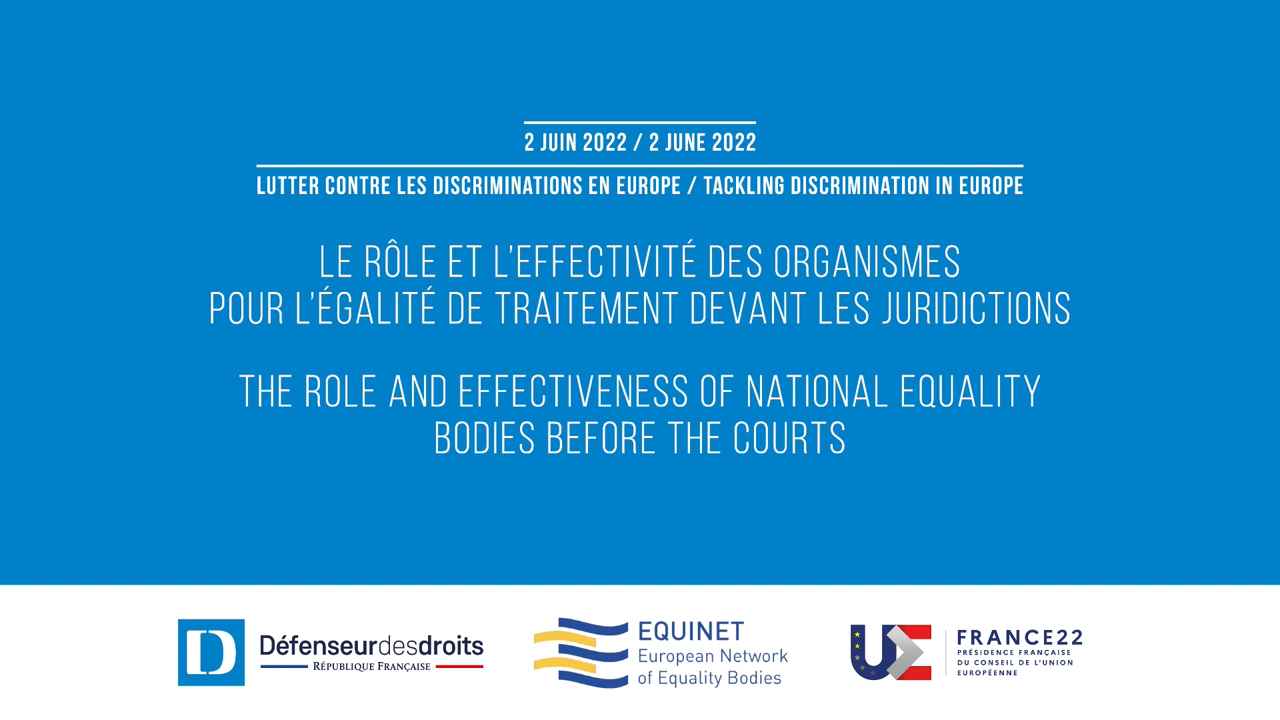 2 JUIN 2022 / 2 JUNE 2022
LUTTER CONTRE LES DISCRIMINATIONS EN EUROPE / TACKLING DISCRIMINATION IN EUROPE
LE RÔLE ET L'EFFECTIVITÉ DES ORGANISMES
POUR L'ÉGALITÉ DE TRAITEMENT DEVANT LES JURIDICTIONS
THE ROLE AND EFFECTIVENESS OF NATIONAL EQUALITY
BODIES BEFORE THE COURTS
D
Défenseurdesdroits
RÉPUBLIQUE FRANÇAISE
EQUINET
European Network
of Equality Bodies
UE
FRANCE22
PRÉSIDENCE FRANÇAISE
DU CONSEIL DE L'UNION
EUROPÉENNE